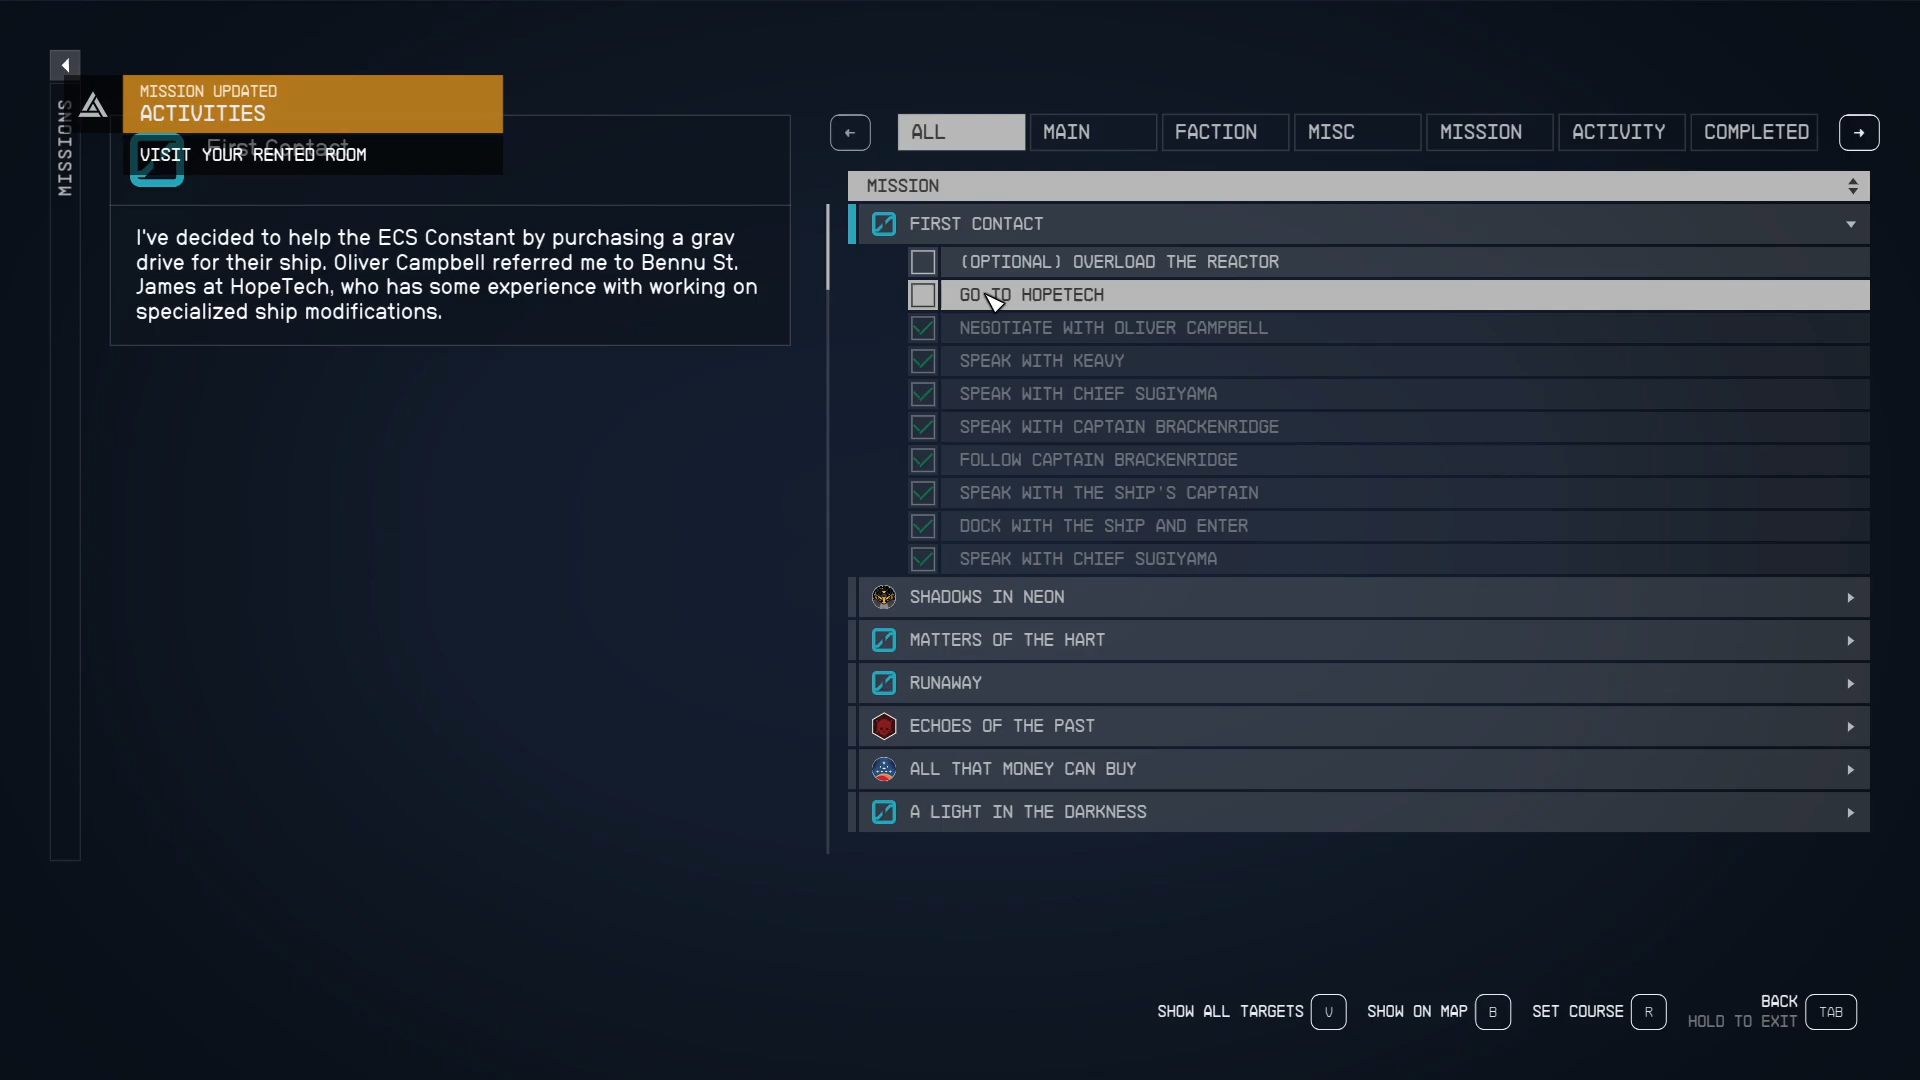 MISSIONS
MISSION UPDATED
ACTIVITIES
First Contact
VISIT YOUR RENTED ROOM
I've decided to help the ECS Constant by purchasing a grav
drive for their ship. Oliver Campbell referred me to Bennu St.
James at HopeTech, who has some experience with working on
specialized ship modifications.
ALL
MAIN
FACTION
MISC
MISSION
ACTIVITY
COMPLETED
MISSION
FIRST CONTACT
(OPTIONAL) OVERLOAD THE REACTOR
GO TO HOPETECH
NEGOTIATE WITH OLIVER CAMPBELL
SPEAK WITH KEAVY
SPEAK WITH CHIEF SUGIYAMA
SPEAK WITH CAPTAIN BRACKENRIDGE
FOLLOW CAPTAIN BRACKENRIDGE
SPEAK WITH THE SHIP'S CAPTAIN
DOCK WITH THE SHIP AND ENTER
SPEAK WITH CHIEF SUGIYAMA
SHADOWS IN NEON
MATTERS OF THE HART
RUNAWAY
ECHOES OF THE PAST
ALL THAT MONEY CAN BUY
A LIGHT IN THE DARKNESS
SHOW ALL TARGETS V
SHOW ON MAP B
SET COURSE R
BACK
HOLD TO EXIT
TAB